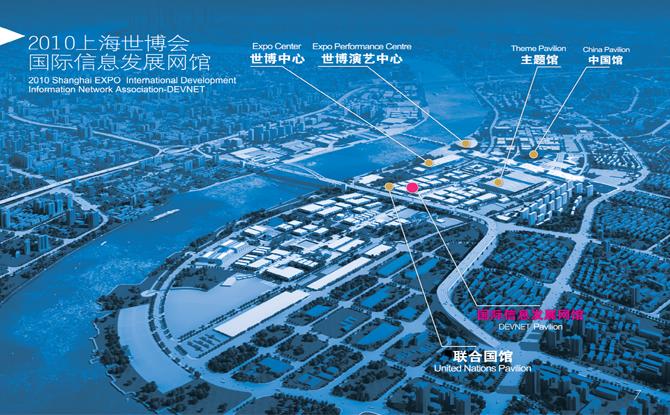 2010上海世博会
国际信息发展网馆
2010 Shanghai EXPO International Development
Information Network Association-DEVNET
Expo Center
世博中心
Expo Performance Centre
世博演艺中心
Theme Pavilion
主题馆
China Pavilion
中国馆
国际信息发展网馆
DEVNET Pavilion
联合国馆
United Nations Pavilion